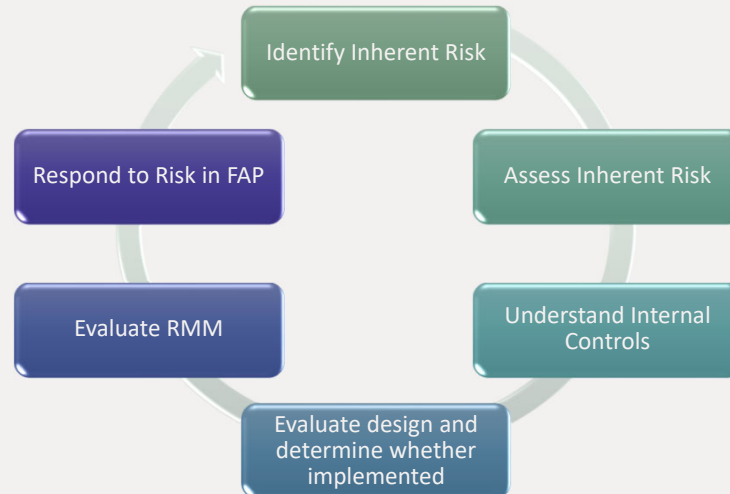 Identify Inherent Risk
Assess Inherent Risk
Understand Internal
Controls
Evaluate design and
determine whether
implemented
Evaluate RMM
Respond to Risk in FAP